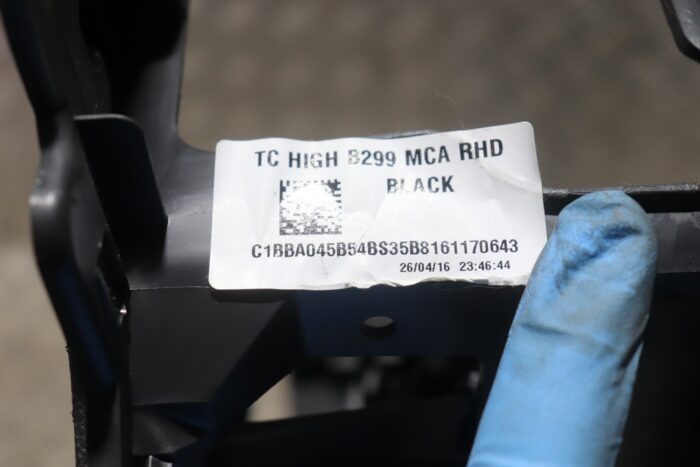 TC HIGH B299 MCA RHD
BLACK
C1BBA045B54BS35B8161170643
26/04/16 23:46:44